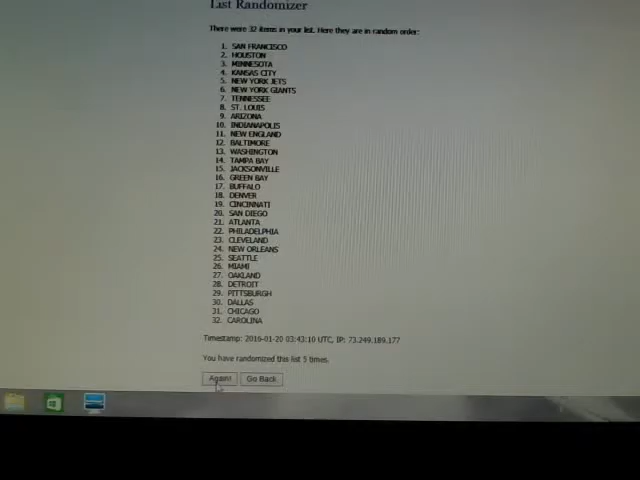 List Randomizer
There were 32 items in your list. Here they are in random order:
1. SAN FRANCISCO
2. HOUSTON
3. MINNESOTA
4. KANSAS CITY
5. NEW YORK JETS
6. NEW YORK GIANTS
7. TENNESSEE
8. ST. LOUIS
9. ARIZONA
10. INDIANAPOLIS
11. NEW ENGLAND
12. BALTIMORE
13. WASHINGTON
14. TAMPA BAY
15. JACKSONVILLE
16. GREEN BAY
17. BUFFALO
18. DENVER
19. CINCINNATI
20. SAN DIEGO
21. ATLANTA
22. PHILADELPHIA
23. CLEVELAND
24. NEW ORLEANS
25. SEATTLE
26. MIAMI
27. OAKLAND
28. DETROIT
29. PITTSBURGH
30. DALLAS
31. CHICAGO
32. CAROLINA
Timestamp: 2016-01-20 03:43:10 UTC, IP: 73.249.189.177
You have randomized this list 5 times.
Again! Go Back